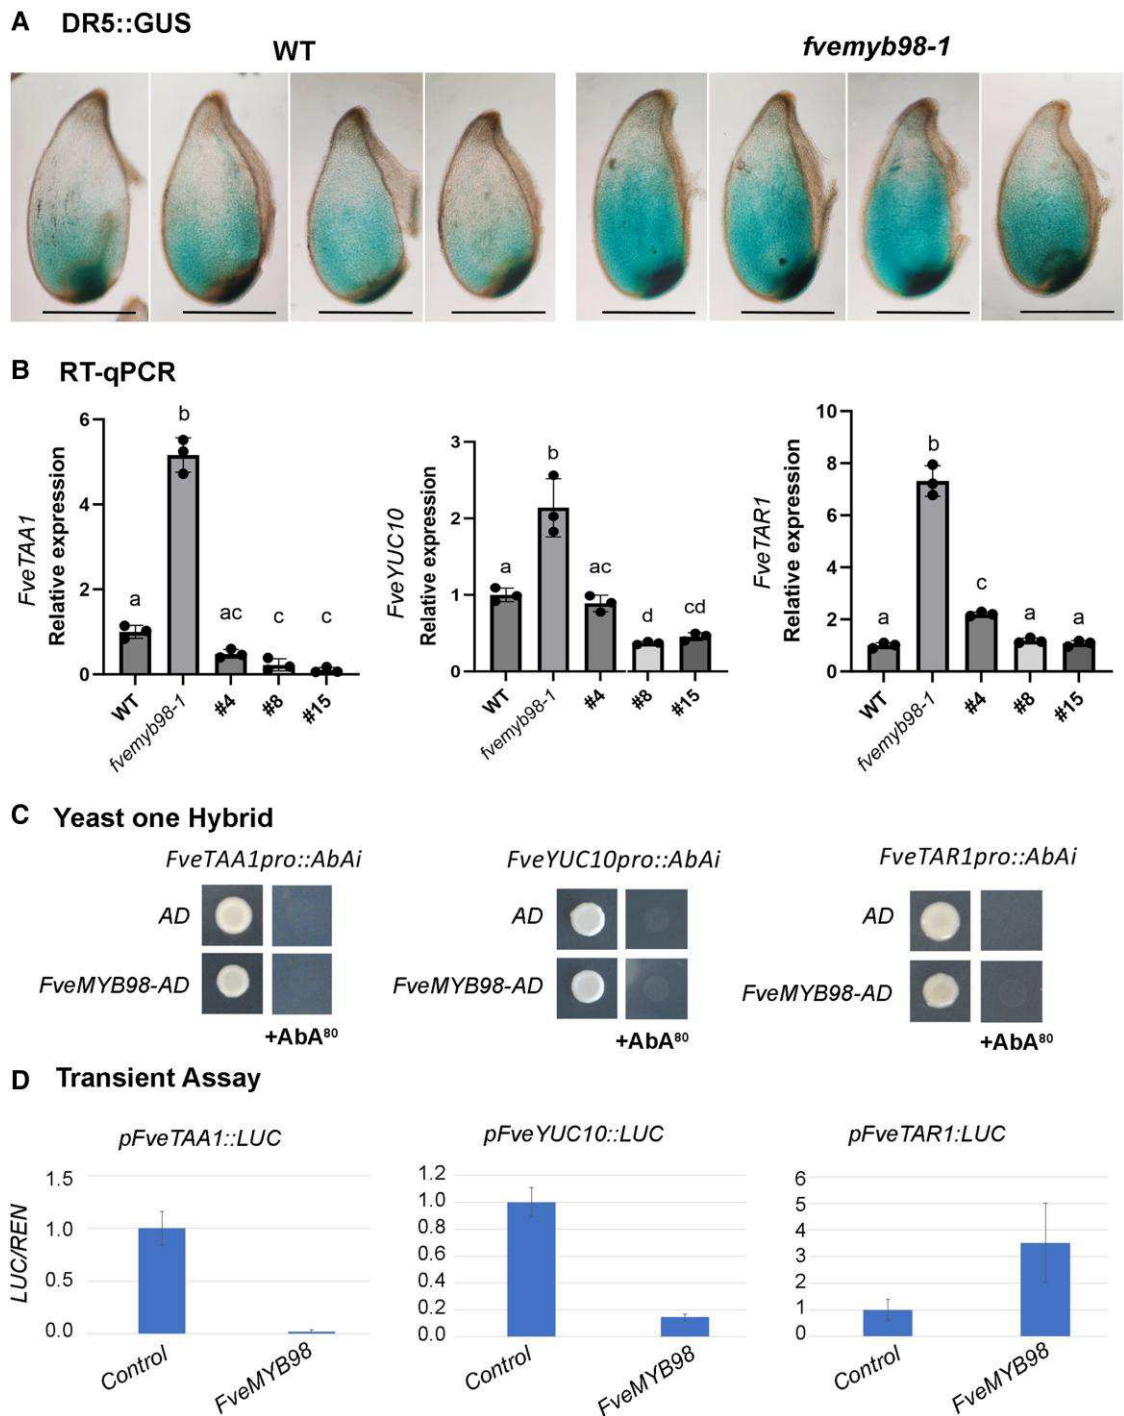 A DR5::GUS
WT fvemyb98-1
B RT-qPCR
FveTAA1
Relative expression
6
4
2
0
a b ac c c
WT fvemyb98-1 #4 #8 #15
FveYUC10
Relative expression
3
2
1
0
a b ac d cd
WT fvemyb98-1 #4 #8 #15
FveTAR1
Relative expression
10
8
6
4
2
0
a b c a a
WT fvemyb98-1 #4 #8 #15
C Yeast one Hybrid
FveTAA1pro::AbAi
AD
FveMYB98-AD
+AbA⁸⁰
FveYUC10pro::AbAi
AD
FveMYB98-AD
+AbA⁸⁰
FveTAR1pro::AbAi
AD
FveMYB98-AD
+AbA⁸⁰
D Transient Assay
pFveTAA1::LUC
LUC/REN
1.5
1.0
0.5
0.0
Control FveMYB98
pFveYUC10::LUC
1.2
1.0
0.8
0.6
0.4
0.2
0.0
Control FveMYB98
pFveTAR1:LUC
6
5
4
3
2
1
0
Control FveMYB98